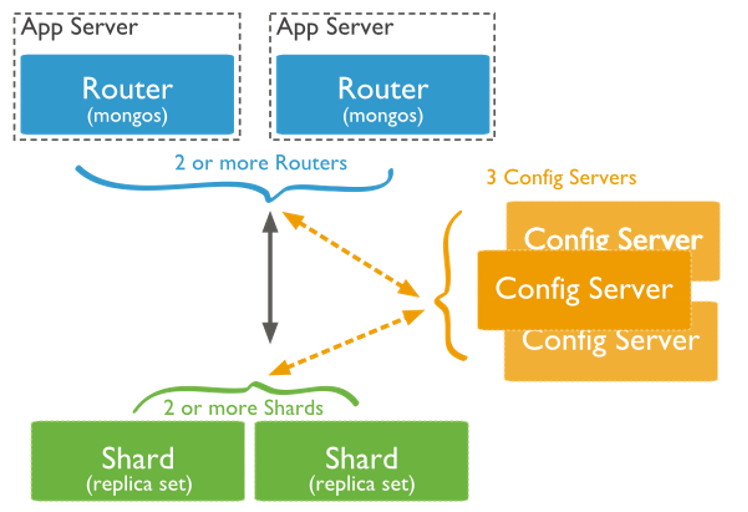 App Server
App Server
Router
(mongos)
Router
(mongos)
2 or more Routers
3 Config Servers
Config Server
Config Server
Config Server
2 or more Shards
Shard
(replica set)
Shard
(replica set)